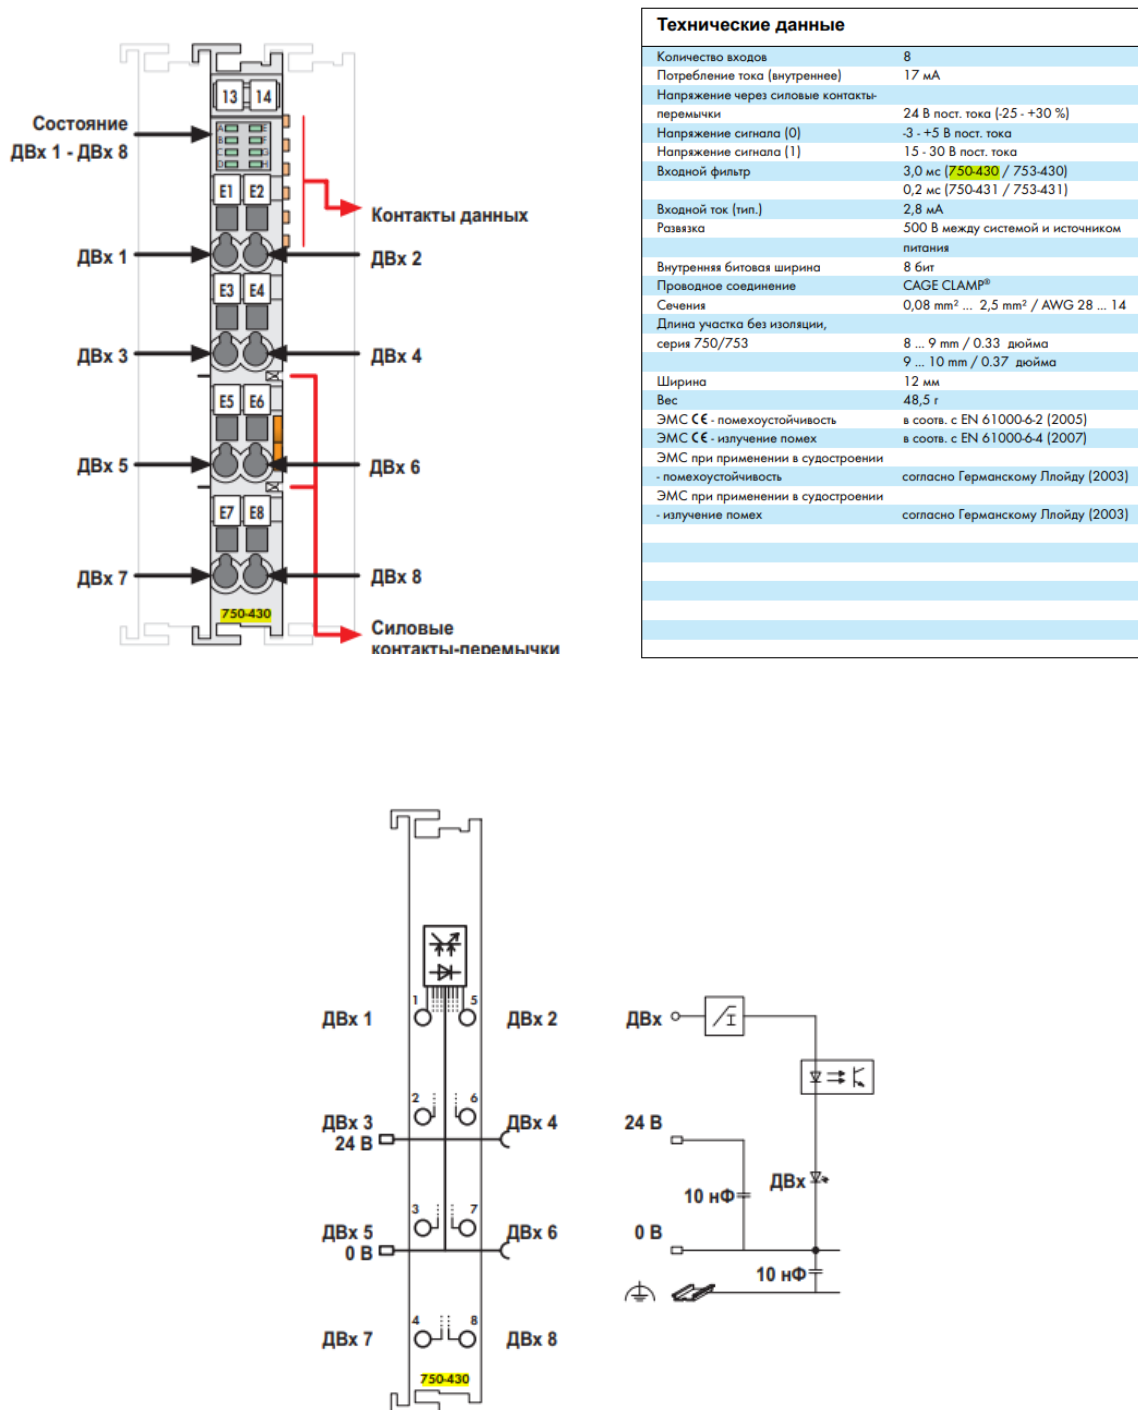 Технические данные
Количество входов 8
Потребление тока (внутреннее) 17 мА
Напряжение через силовые контакты-
перемычки 24 В пост. тока (-25 - +30 %)
Напряжение сигнала (0) -3 - +5 В пост. тока
Напряжение сигнала (1) 15 - 30 В пост. тока
Входной фильтр 3,0 мс (750-430 / 753-430)
0,2 мс (750-431 / 753-431)
Входной ток (тип.) 2,8 мА
Развязка 500 В между системой и источником
питания
Внутренняя битовая ширина 8 бит
Проводное соединение CAGE CLAMP®
Сечения 0,08 mm² ... 2,5 mm² / AWG 28 ... 14
Длина участка без изоляции,
серия 750/753 8 ... 9 mm / 0.33 дюйма
9 ... 10 mm / 0.37 дюйма
Ширина 12 мм
Вес 48,5 г
ЭМС CE - помехоустойчивость в соотв. с EN 61000-6-2 (2005)
ЭМС CE - излучение помех в соотв. с EN 61000-6-4 (2007)
ЭМС при применении в судостроении
- помехоустойчивость согласно Германскому Ллойду (2003)
ЭМС при применении в судостроении
- излучение помех согласно Германскому Ллойду (2003)
13 14
Состояние
ДВх 1 - ДВх 8
A E
B F
C G
D H
E1 E2
Контакты данных
ДВх 1 ДВх 2
E3 E4
ДВх 3 ДВх 4
E5 E6
ДВх 5 ДВх 6
E7 E8
ДВх 7 ДВх 8
750-430
Силовые
контакты-перемычки
1 5
ДВх 1 ДВх 2
2 6
ДВх 3 ДВх 4
24 В
3 7
ДВх 5 ДВх 6
0 В
4 8
ДВх 7 ДВх 8
750-430
ДВх
I
24 В
10 нФ
ДВх
0 В
10 нФ